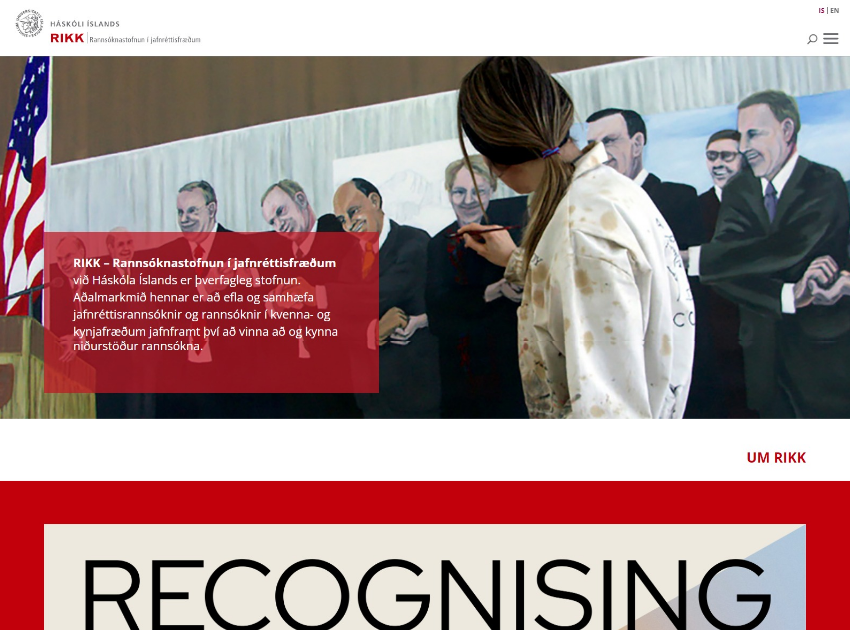 IS | EN
HÁSKÓLI ÍSLANDS
RIKK Rannsóknastofnun í jafnréttisfræðum
RIKK – Rannsóknastofnun í jafnréttisfræðum
við Háskóla Íslands er þverfagleg stofnun.
Aðalmarkmið hennar er að efla og samhæfa
jafnréttisrannsóknir og rannsóknir í kvenna- og
kynjafræðum jafnframt því að vinna að og kynna
niðurstöður rannsókna.
UM RIKK
RECOGNISING